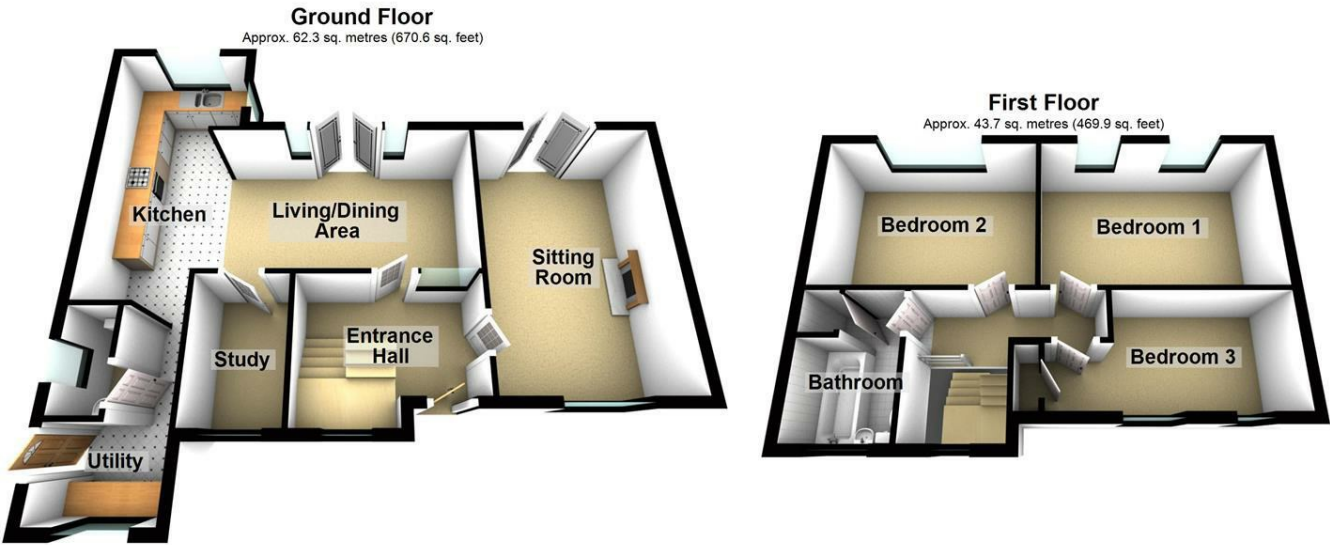 Ground Floor
Approx. 62.3 sq. metres (670.6 sq. feet)
First Floor
Approx. 43.7 sq. metres (469.9 sq. feet)
Kitchen
Living/Dining
Area
Sitting
Room
Study
Entrance
Hall
Utility
Bedroom 2
Bedroom 1
Bathroom
Bedroom 3